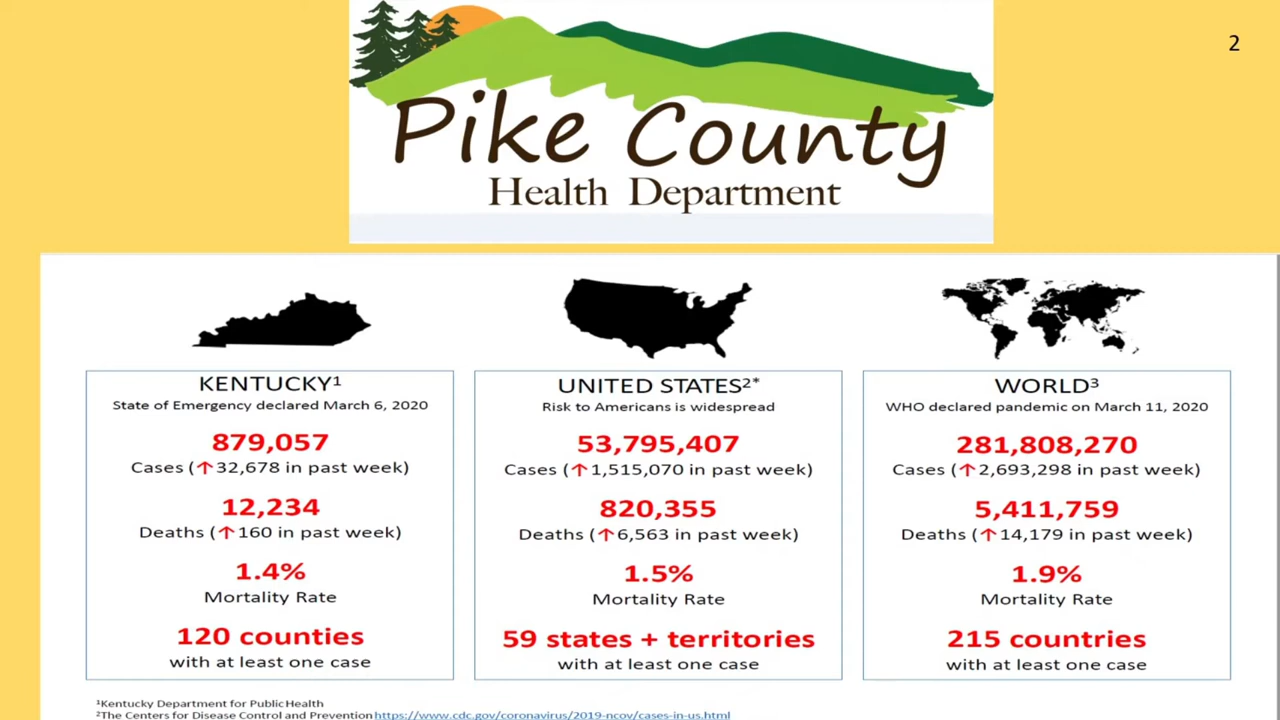 2
Pike County
Health Department
KENTUCKY¹
State of Emergency declared March 6, 2020
879,057
Cases (↑32,678 in past week)
12,234
Deaths (↑160 in past week)
1.4%
Mortality Rate
120 counties
with at least one case
UNITED STATES²*
Risk to Americans is widespread
53,795,407
Cases (↑1,515,070 in past week)
820,355
Deaths (↑6,563 in past week)
1.5%
Mortality Rate
59 states + territories
with at least one case
WORLD³
WHO declared pandemic on March 11, 2020
281,808,270
Cases (↑2,693,298 in past week)
5,411,759
Deaths (↑14,179 in past week)
1.9%
Mortality Rate
215 countries
with at least one case
¹Kentucky Department for Public Health
²The Centers for Disease Control and Prevention https://www.cdc.gov/coronavirus/2019-ncov/cases-in-us.html